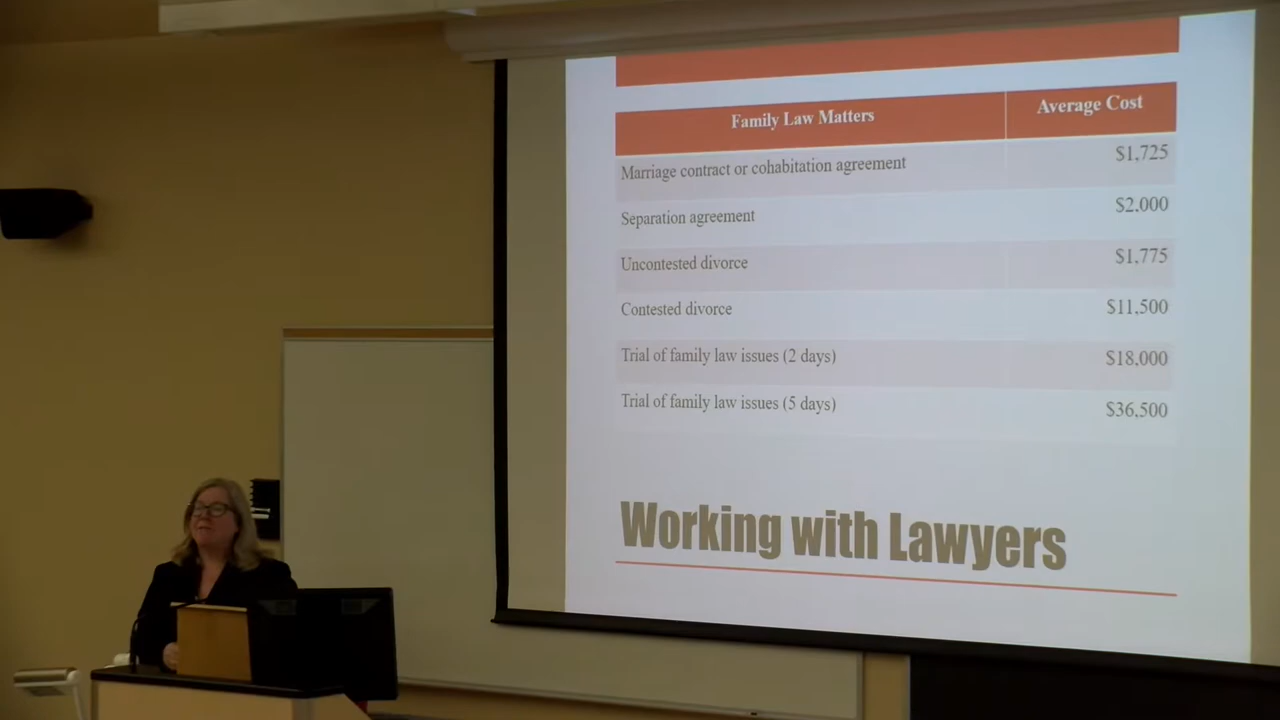 Family Law Matters Average Cost
Marriage contract or cohabitation agreement $1,725
Separation agreement $2,000
Uncontested divorce $1,775
Contested divorce $11,500
Trial of family law issues (2 days) $18,000
Trial of family law issues (5 days) $36,500
Working with Lawyers